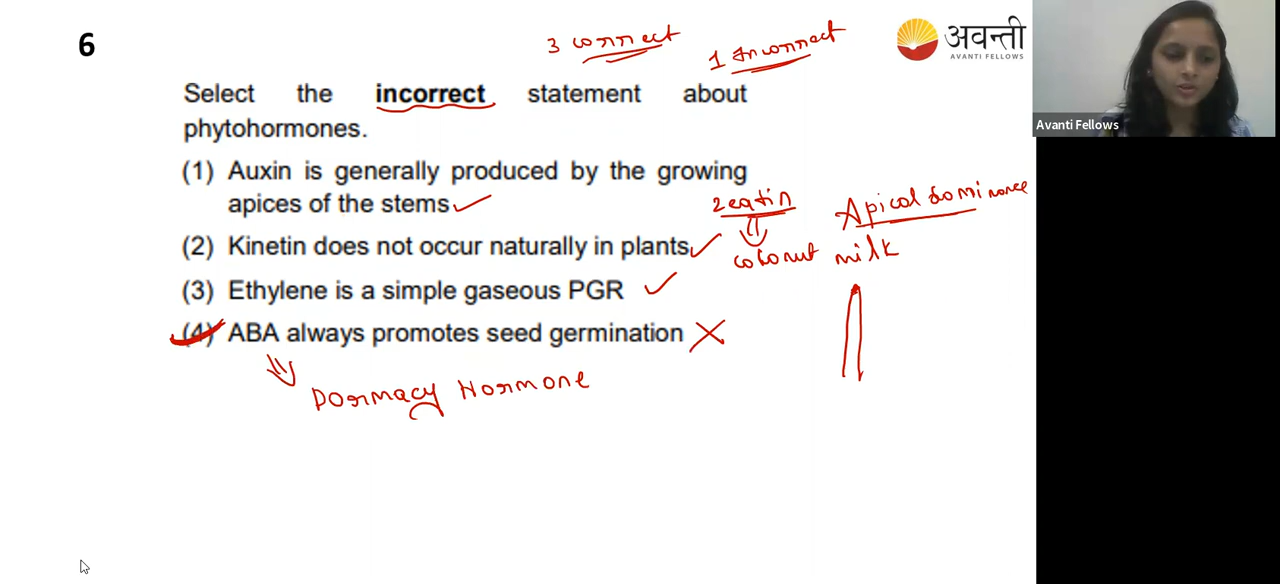 6
3 correct
1 Incorrect
अवन्ती
AVANTI FELLOWS
Select the incorrect statement about
phytohormones.
Avanti Fellows
(1) Auxin is generally produced by the growing
apices of the stems
zeatin
Apical dominance
(2) Kinetin does not occur naturally in plants
coconut milk
(3) Ethylene is a simple gaseous PGR
(4) ABA always promotes seed germination
Dormacy Hormone